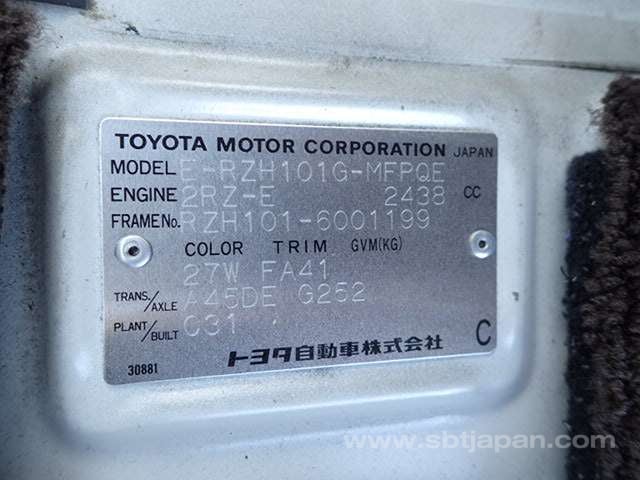 TOYOTA MOTOR CORPORATION JAPAN
MODEL E-RZH101G-MFPQE
ENGINE 2RZ-E 2438 CC
FRAME No. RZH101-6001199
COLOR TRIM GVM(KG)
27W FA41
TRANS./AXLE A45DE G252
PLANT/BUILT C31
トヨタ自動車株式会社 C
30881
www.sbtjapan.com